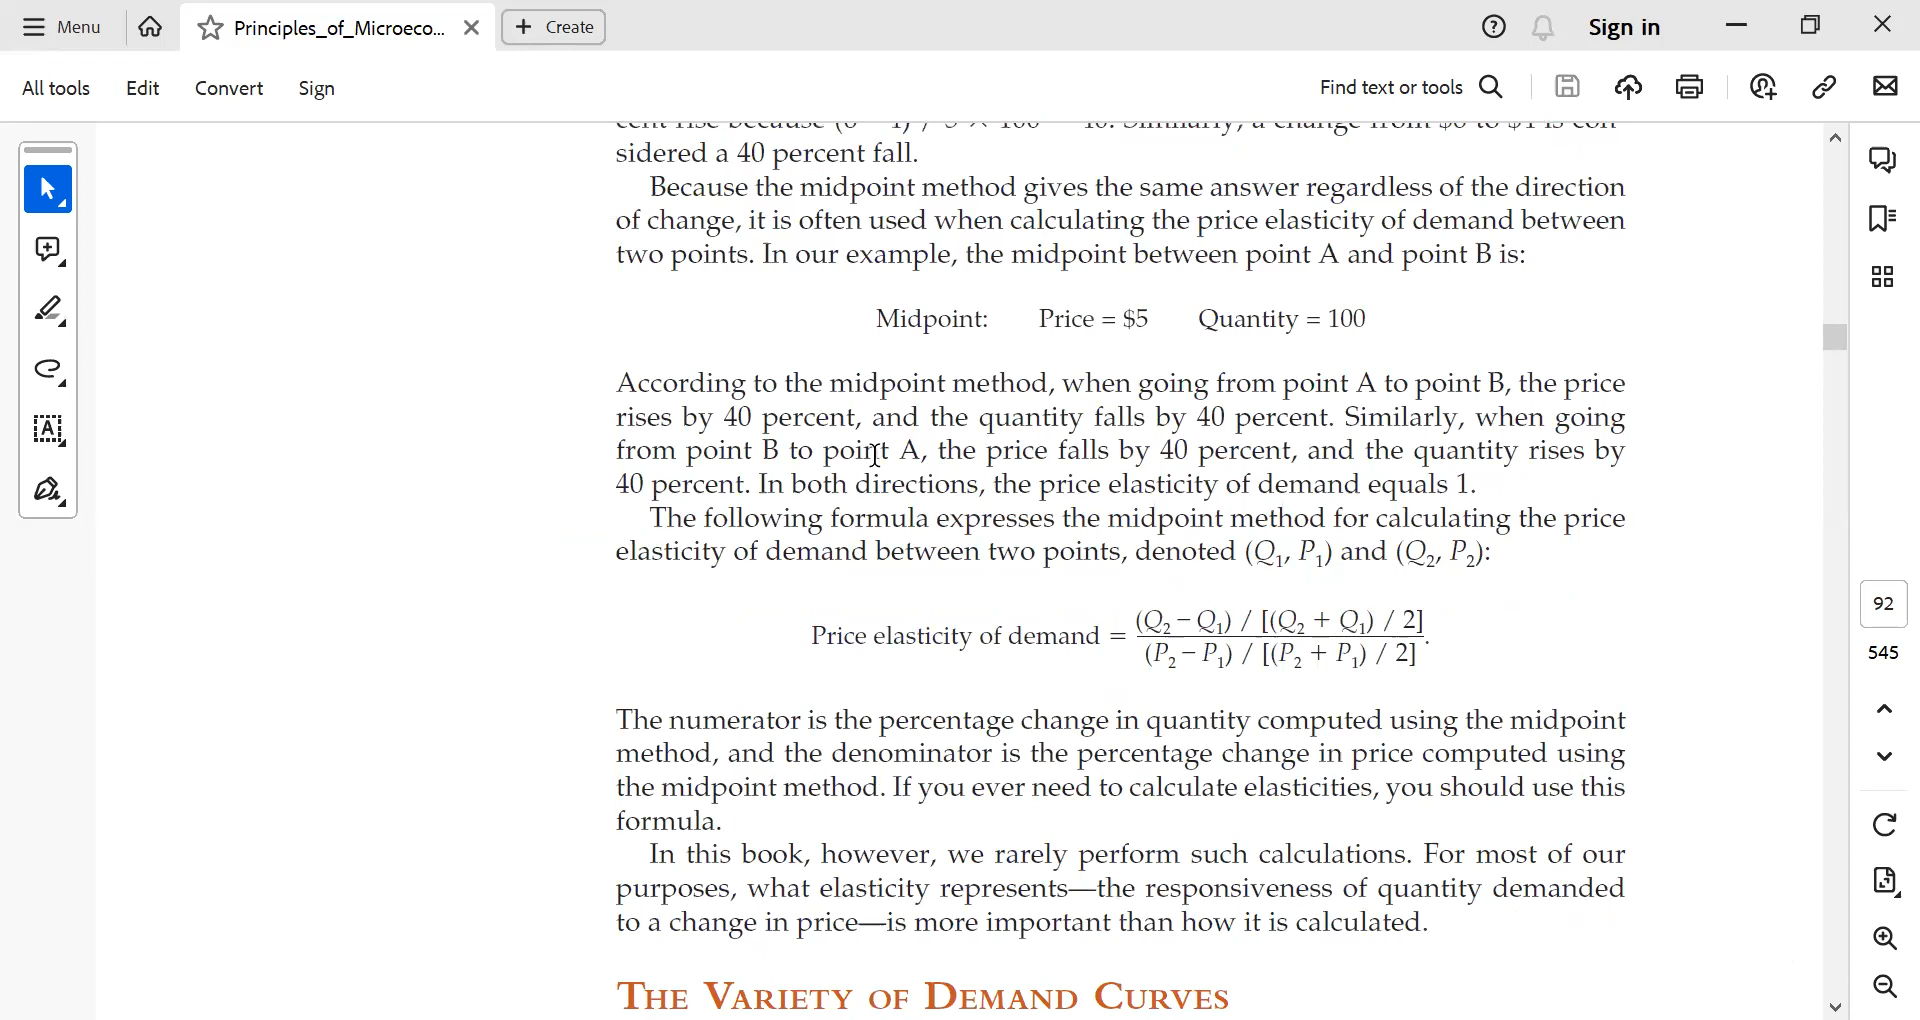 Menu
Principles_of_Microeco...
Create
Sign in
All tools
Edit
Convert
Sign
Find text or tools
sidered a 40 percent fall.
Because the midpoint method gives the same answer regardless of the direction
of change, it is often used when calculating the price elasticity of demand between
two points. In our example, the midpoint between point A and point B is:
Midpoint: Price = $5 Quantity = 100
According to the midpoint method, when going from point A to point B, the price
rises by 40 percent, and the quantity falls by 40 percent. Similarly, when going
from point B to point A, the price falls by 40 percent, and the quantity rises by
40 percent. In both directions, the price elasticity of demand equals 1.
The following formula expresses the midpoint method for calculating the price
elasticity of demand between two points, denoted (Q₁, P₁) and (Q₂, P₂):
Price elasticity of demand = (Q₂ − Q₁) / [(Q₂ + Q₁) / 2]
(P₂ − P₁) / [(P₂ + P₁) / 2].
The numerator is the percentage change in quantity computed using the midpoint
method, and the denominator is the percentage change in price computed using
the midpoint method. If you ever need to calculate elasticities, you should use this
formula.
In this book, however, we rarely perform such calculations. For most of our
purposes, what elasticity represents—the responsiveness of quantity demanded
to a change in price—is more important than how it is calculated.
THE VARIETY OF DEMAND CURVES
92
545